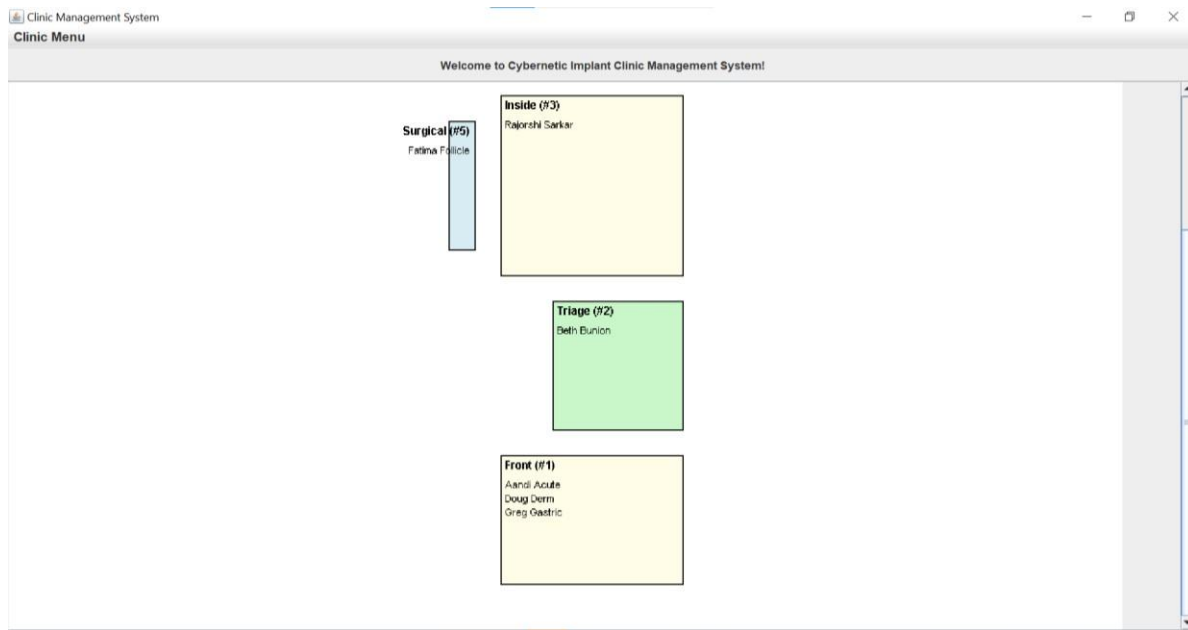 Clinic Management System
Clinic Menu
Welcome to Cybernetic Implant Clinic Management System!
Inside (#3)
Rajorshi Sarkar
Surgical (#5)
Fatima Follicle
Triage (#2)
Beth Bunion
Front (#1)
Aandi Acute
Doug Derm
Greg Gastric